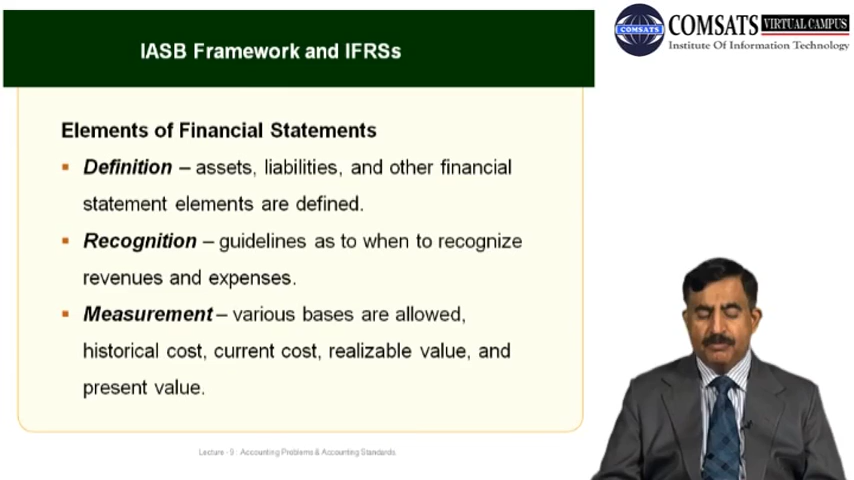 IASB Framework and IFRSs
COMSATS
COMSATS
VIRTUAL CAMPUS
Institute Of Information Technology
Elements of Financial Statements
▪ Definition – assets, liabilities, and other financial
statement elements are defined.
▪ Recognition – guidelines as to when to recognize
revenues and expenses.
▪ Measurement – various bases are allowed,
historical cost, current cost, realizable value, and
present value.
Lecture - 9 : Accounting Problems & Accounting Standards